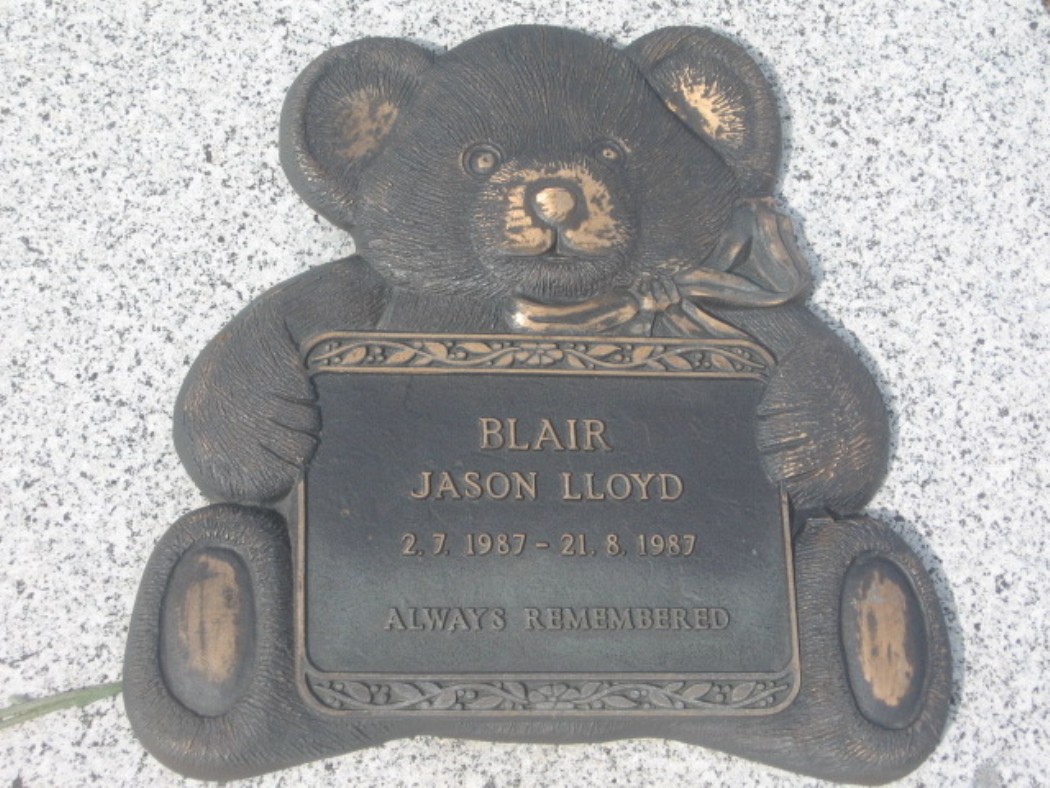 BLAIR
JASON LLOYD
2. 7. 1987 - 21. 8. 1987
ALWAYS REMEMBERED